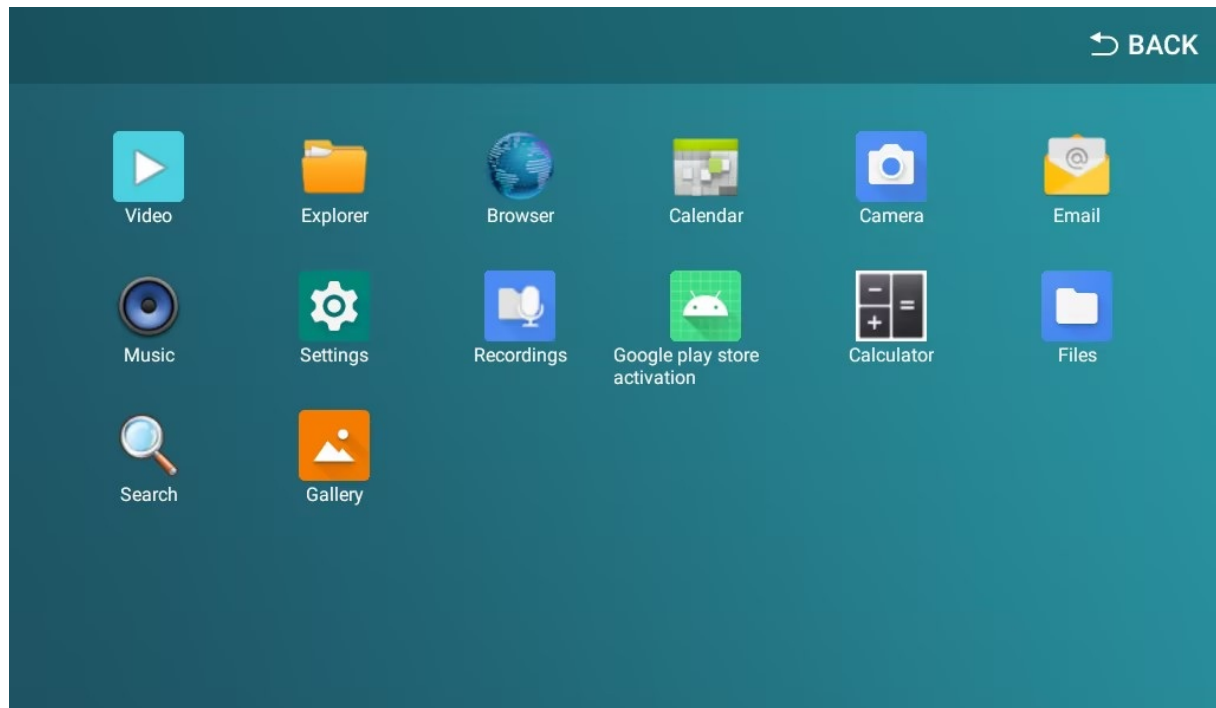 BACK
Video
Explorer
Browser
Calendar
Camera
Email
Music
Settings
Recordings
Google play store
activation
Calculator
Files
Search
Gallery